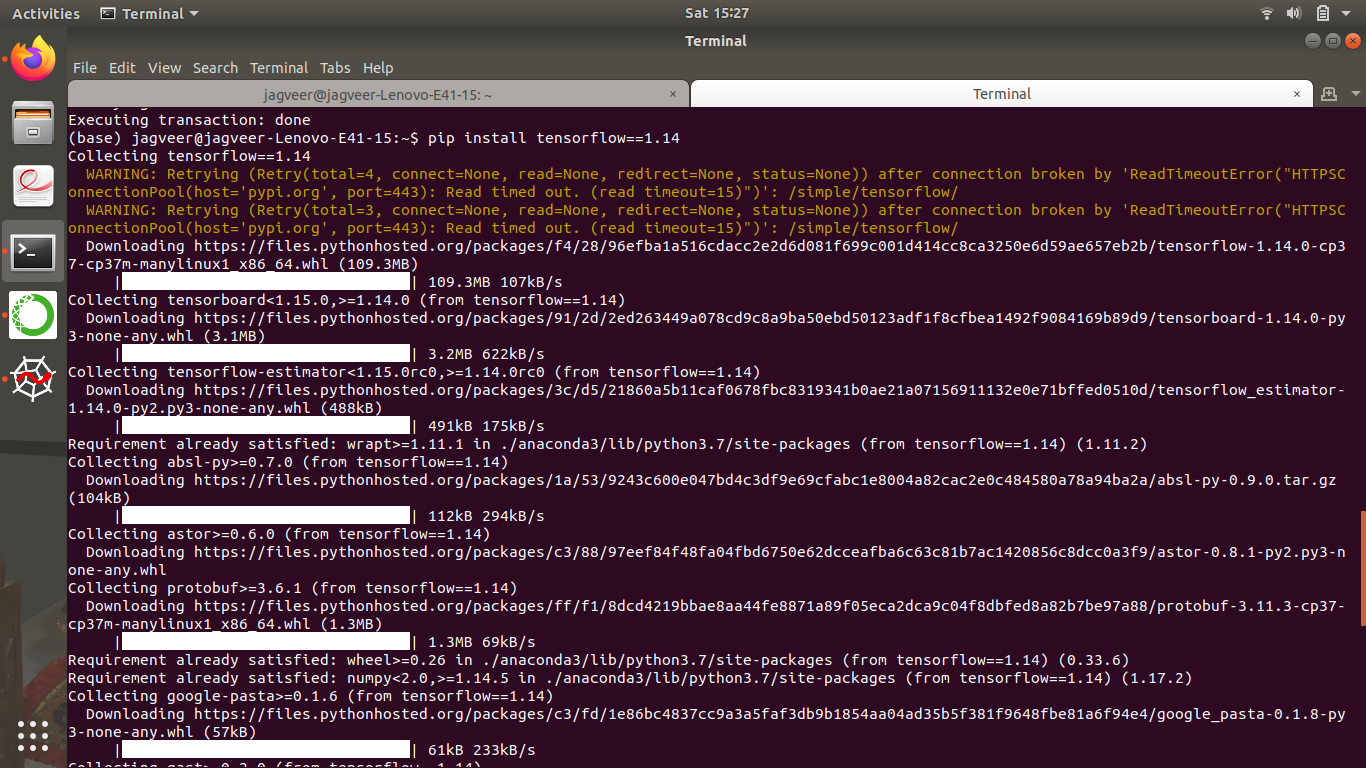 Activities Terminal Sat 15:27
Terminal
File Edit View Search Terminal Tabs Help
jagveer@jagveer-Lenovo-E41-15: ~ × Terminal ×
Executing transaction: done
(base) jagveer@jagveer-Lenovo-E41-15:~$ pip install tensorflow==1.14
Collecting tensorflow==1.14
  WARNING: Retrying (Retry(total=4, connect=None, read=None, redirect=None, status=None)) after connection broken by 'ReadTimeoutError("HTTPSC
onnectionPool(host='pypi.org', port=443): Read timed out. (read timeout=15)")': /simple/tensorflow/
  WARNING: Retrying (Retry(total=3, connect=None, read=None, redirect=None, status=None)) after connection broken by 'ReadTimeoutError("HTTPSC
onnectionPool(host='pypi.org', port=443): Read timed out. (read timeout=15)")': /simple/tensorflow/
  Downloading https://files.pythonhosted.org/packages/f4/28/96efba1a516cdacc2e2d6d081f699c001d414cc8ca3250e6d59ae657eb2b/tensorflow-1.14.0-cp3
7-cp37m-manylinux1_x86_64.whl (109.3MB)
     || 109.3MB 107kB/s
Collecting tensorboard<1.15.0,>=1.14.0 (from tensorflow==1.14)
  Downloading https://files.pythonhosted.org/packages/91/2d/2ed263449a078cd9c8a9ba50ebd50123adf1f8cfbea1492f9084169b89d9/tensorboard-1.14.0-py
3-none-any.whl (3.1MB)
     || 3.2MB 622kB/s
Collecting tensorflow-estimator<1.15.0rc0,>=1.14.0rc0 (from tensorflow==1.14)
  Downloading https://files.pythonhosted.org/packages/3c/d5/21860a5b11caf0678fbc8319341b0ae21a07156911132e0e71bffed0510d/tensorflow_estimator-
1.14.0-py2.py3-none-any.whl (488kB)
     || 491kB 175kB/s
Requirement already satisfied: wrapt>=1.11.1 in ./anaconda3/lib/python3.7/site-packages (from tensorflow==1.14) (1.11.2)
Collecting absl-py>=0.7.0 (from tensorflow==1.14)
  Downloading https://files.pythonhosted.org/packages/1a/53/9243c600e047bd4c3df9e69cfabc1e8004a82cac2e0c484580a78a94ba2a/absl-py-0.9.0.tar.gz
(104kB)
     || 112kB 294kB/s
Collecting astor>=0.6.0 (from tensorflow==1.14)
  Downloading https://files.pythonhosted.org/packages/c3/88/97eef84f48fa04fbd6750e62dcceafba6c63c81b7ac1420856c8dcc0a3f9/astor-0.8.1-py2.py3-n
one-any.whl
Collecting protobuf>=3.6.1 (from tensorflow==1.14)
  Downloading https://files.pythonhosted.org/packages/ff/f1/8dcd4219bbae8aa44fe8871a89f05eca2dca9c04f8dbfed8a82b7be97a88/protobuf-3.11.3-cp37-
cp37m-manylinux1_x86_64.whl (1.3MB)
     || 1.3MB 69kB/s
Requirement already satisfied: wheel>=0.26 in ./anaconda3/lib/python3.7/site-packages (from tensorflow==1.14) (0.33.6)
Requirement already satisfied: numpy<2.0,>=1.14.5 in ./anaconda3/lib/python3.7/site-packages (from tensorflow==1.14) (1.17.2)
Collecting google-pasta>=0.1.6 (from tensorflow==1.14)
  Downloading https://files.pythonhosted.org/packages/c3/fd/1e86bc4837cc9a3a5faf3db9b1854aa04ad35b5f381f9648fbe81a6f94e4/google_pasta-0.1.8-py
3-none-any.whl (57kB)
     || 61kB 233kB/s